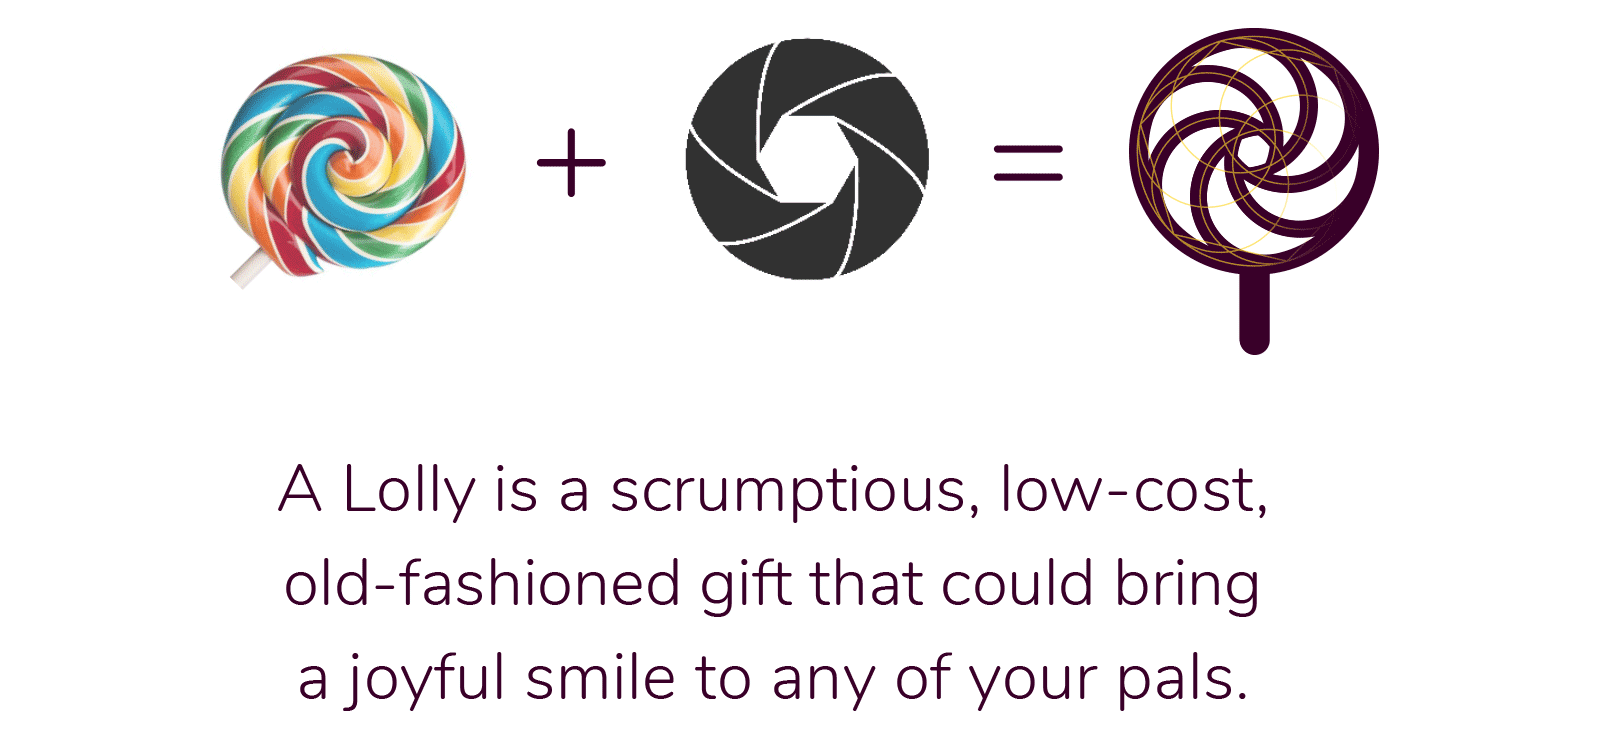 A Lolly is a scrumptious, low-cost,
old-fashioned gift that could bring
a joyful smile to any of your pals.